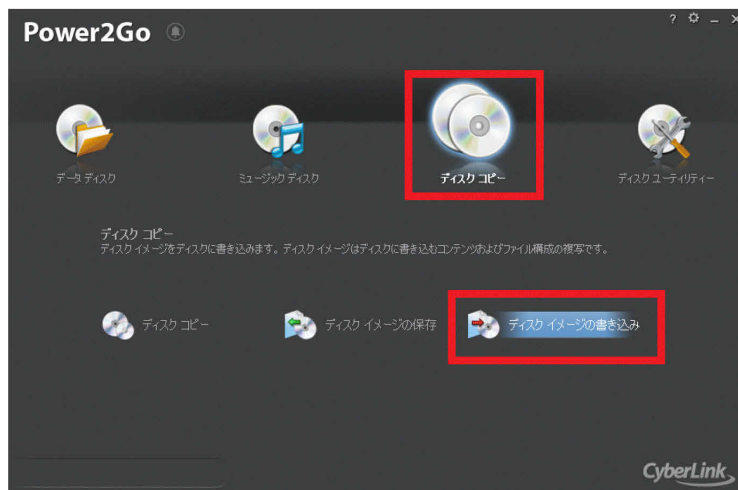 Power2Go
? _ x
データ ディスク
ミュージック ディスク
ディスク コピー
ディスク ユーティリティー
ディスク コピー
ディスク イメージをディスクに書き込みます。ディスク イメージはディスクに書き込むコンテンツおよびファイル構成の複写です。
ディスク コピー
ディスク イメージの保存
ディスク イメージの書き込み
CyberLink